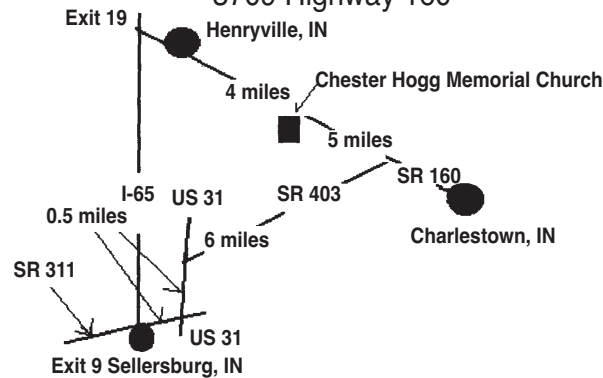 Exit 19
Henryville, IN
4 miles
Chester Hogg Memorial Church
5 miles
SR 160
I-65
US 31
SR 403
0.5 miles
6 miles
Charlestown, IN
SR 311
US 31
Exit 9 Sellersburg, IN